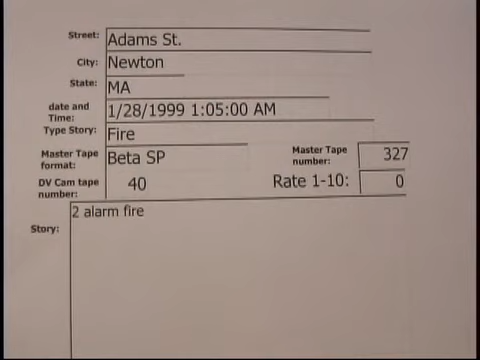 Street: Adams St.
City: Newton
State: MA
date and Time: 1/28/1999 1:05:00 AM
Type Story: Fire
Master Tape format: Beta SP Master Tape number: 327
DV Cam tape number: 40 Rate 1-10: 0
Story: 2 alarm fire